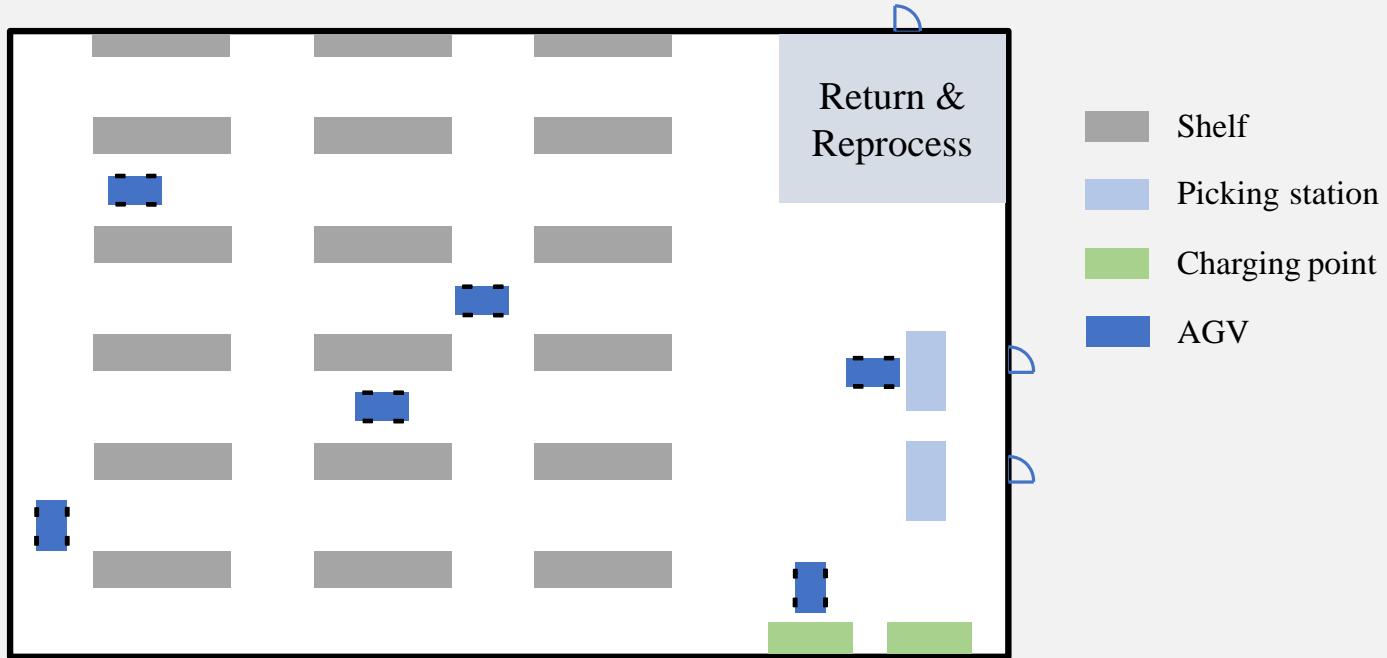 Return &
Reprocess
Shelf
Picking station
Charging point
AGV